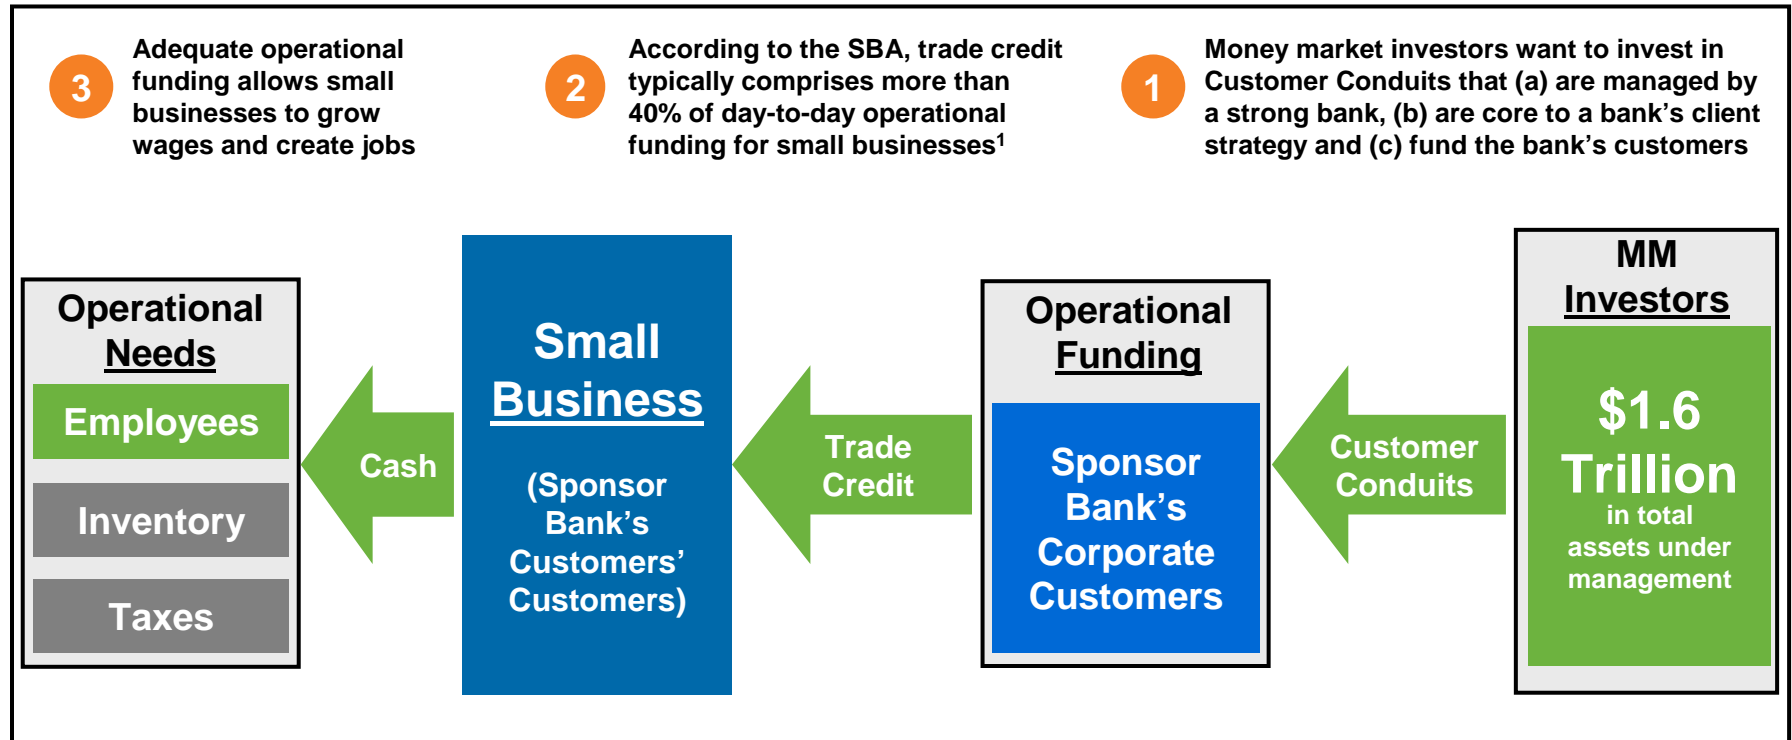 3
Adequate operational
funding allows small
businesses to grow
wages and create jobs
2
According to the SBA, trade credit
typically comprises more than
40% of day-to-day operational
funding for small businesses¹
1
Money market investors want to invest in
Customer Conduits that (a) are managed by
a strong bank, (b) are core to a bank’s client
strategy and (c) fund the bank’s customers
Operational
Needs
Employees
Inventory
Taxes
Cash
Small
Business
(Sponsor
Bank’s
Customers’
Customers)
Trade
Credit
Operational
Funding
Sponsor
Bank’s
Corporate
Customers
Customer
Conduits
MM
Investors
$1.6
Trillion
in total
assets under
management